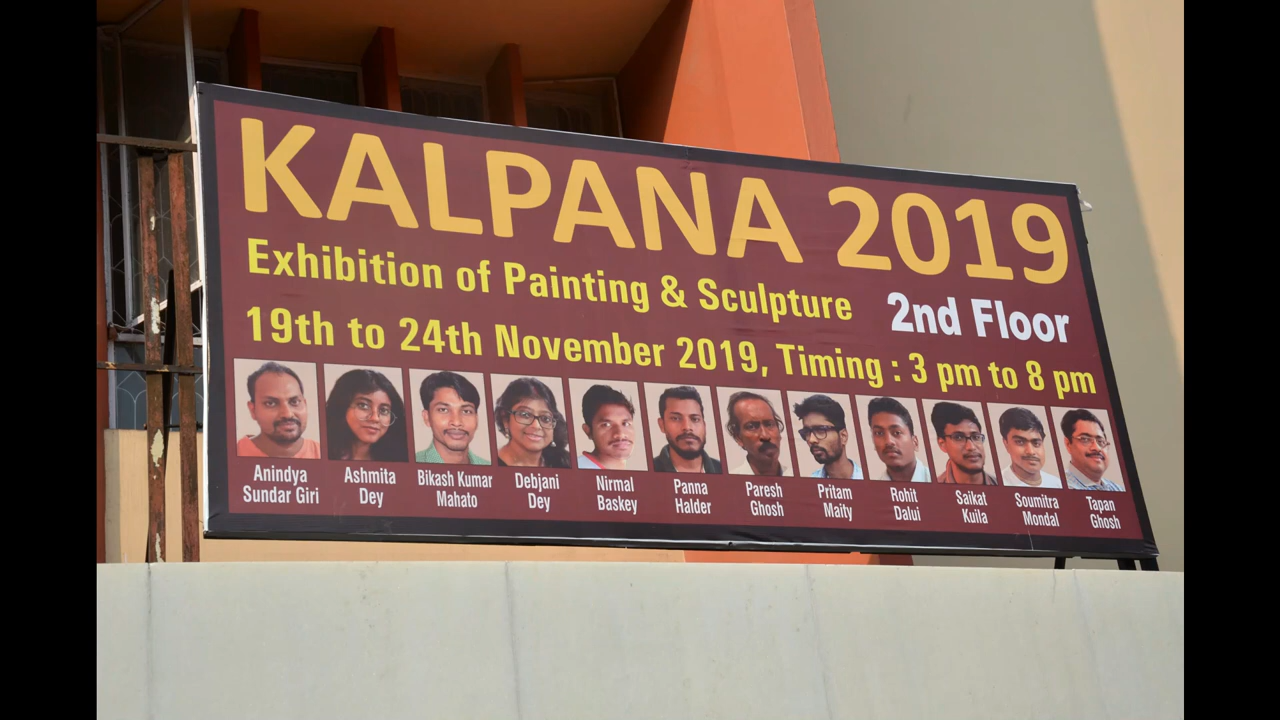 KALPANA 2019
Exhibition of Painting & Sculpture 2nd Floor
19th to 24th November 2019, Timing : 3 pm to 8 pm
Anindya Sundar Giri
Ashmita Dey
Bikash Kumar Mahato
Debjani Dey
Nirmal Baskey
Panna Halder
Paresh Ghosh
Pritam Maity
Rohit Dalui
Saikat Kuila
Soumitra Mondal
Tapan Ghosh